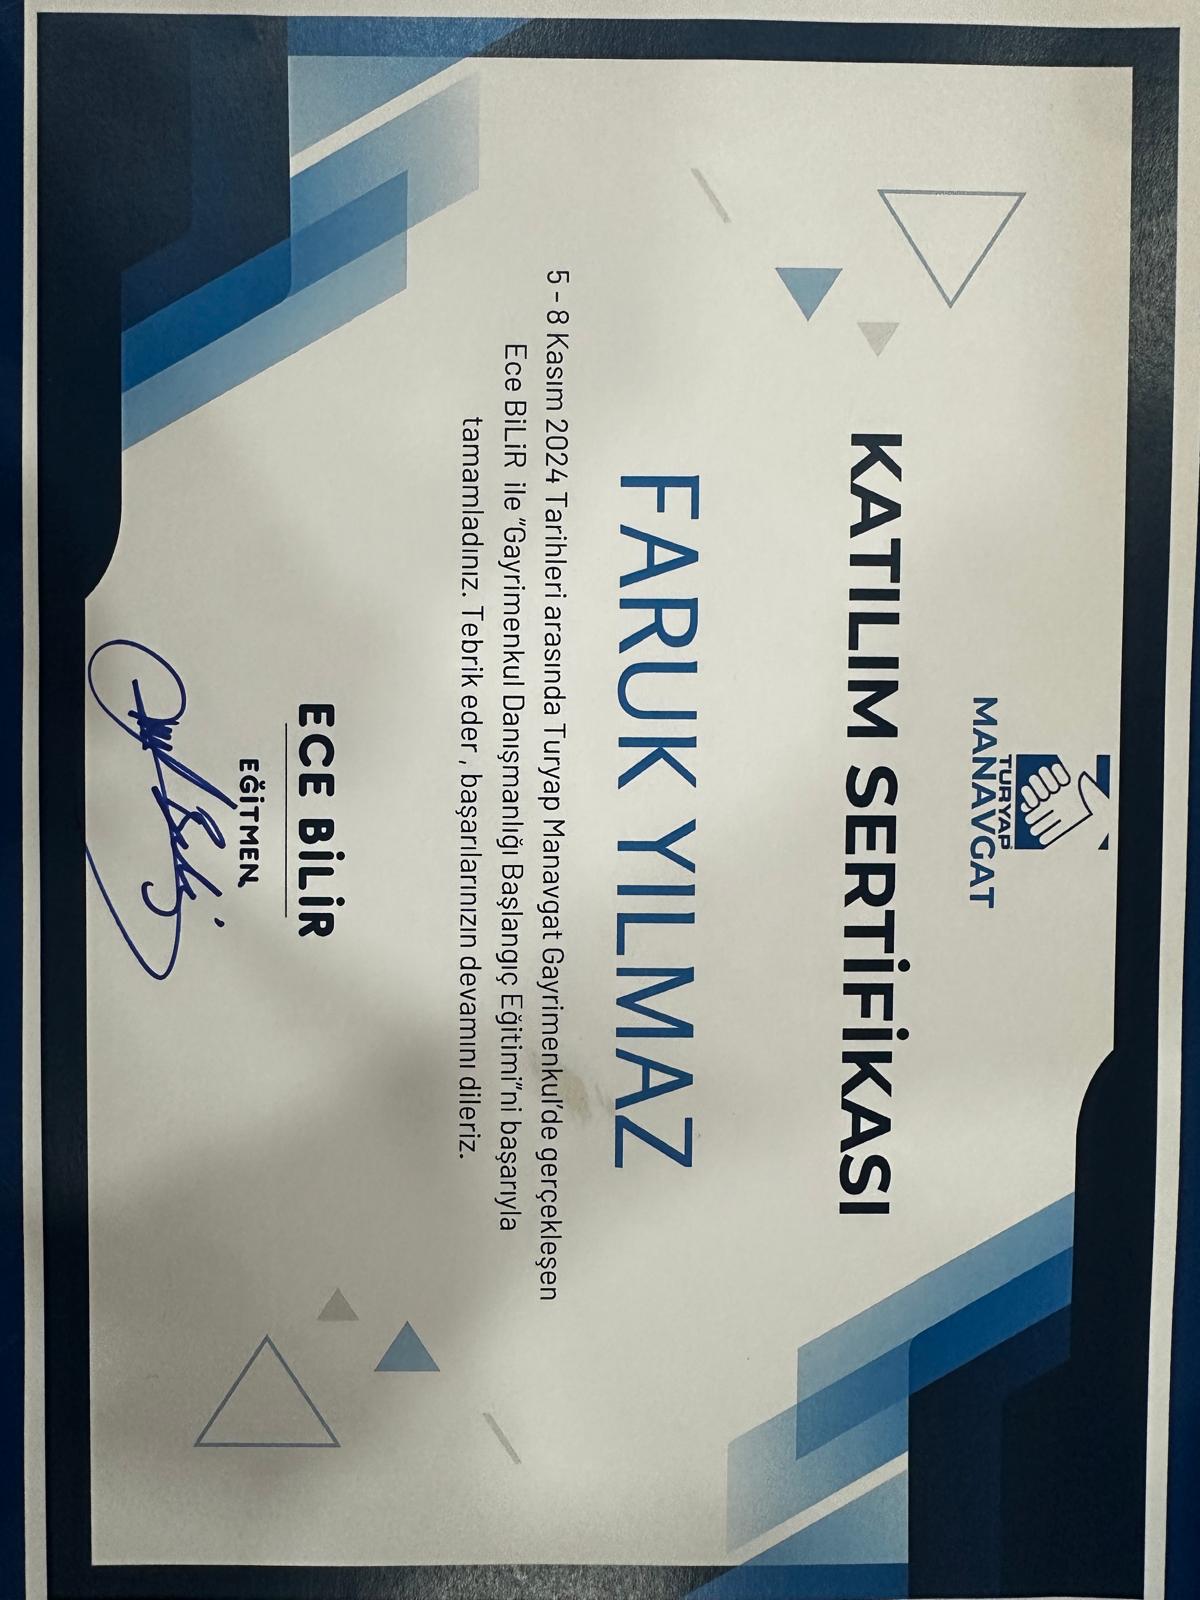 TURYAP
MANAVGAT
KATILIM SERTİFİKASI
FARUK YILMAZ
5 - 8 Kasım 2024 Tarihleri arasında Turyap Manavgat Gayrimenkul'de gerçekleşen
Ece BiLiR ile "Gayrimenkul Danışmanlığı Başlangıç Eğitimi"ni başarıyla
tamamladınız. Tebrik eder , başarılarınızın devamını dileriz.
ECE BİLİR
EĞİTMEN